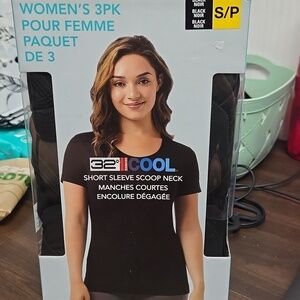 WOMEN'S 3PK
POUR FEMME
PAQUET
DE 3
NOIR
BLACK
NOIR
BLACK
NOIR
S/P
32° COOL
SHORT SLEEVE SCOOP NECK
MANCHES COURTES
ENCOLURE DÉGAGÉE